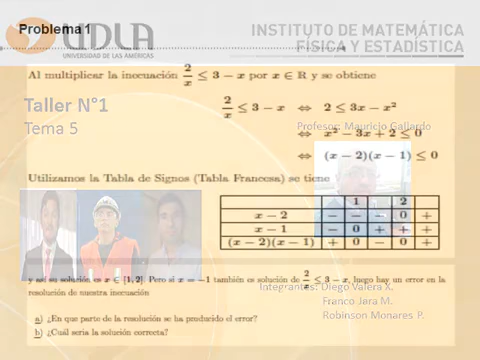 Problema 1
UDLA
UNIVERSIDAD DE LAS AMÉRICAS
INSTITUTO DE MATEMÁTICA
FÍSICA Y ESTADÍSTICA
Al multiplicar la inecuación 2/x ≤ 3 − x por x ∈ R y se obtiene
2/x ≤ 3 − x ⇔ 2 ≤ 3x − x²
⇔ x² − 3x + 2 ≤ 0
⇔ (x − 2)(x − 1) ≤ 0
Taller N°1
Tema 5
Profesor: Mauricio Gallardo
Utilizamos la Tabla de Signos (Tabla Francesa) se tiene
1 2
x − 2 − − − 0 +
x − 1 − 0 + + +
(x − 2)(x − 1) + 0 − 0 +
y así su solución es x ∈ [1, 2]. Pero si x = −1 también es solución de 2/x ≤ 3 − x, luego hay un error en la
resolución de nuestra inecuación
Integrantes: Diego Valera X.
Franco Jara M.
Robinson Monares P.
a) ¿En que parte de la resolución se ha producido el error?
b) ¿Cuál sería la solución correcta?